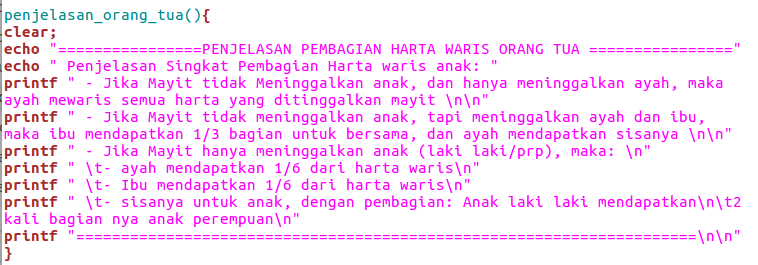 penjelasan_orang_tua(){
clear;
echo "================PENJELASAN PEMBAGIAN HARTA WARIS ORANG TUA ================"
echo " Penjelasan Singkat Pembagian Harta waris anak: "
printf " - Jika Mayit tidak Meninggalkan anak, dan hanya meninggalkan ayah, maka
ayah mewaris semua harta yang ditinggalkan mayit \n\n"
printf " - Jika Mayit tidak meninggalkan anak, tapi meninggalkan ayah dan ibu,
maka ibu mendapatkan 1/3 bagian untuk bersama, dan ayah mendapatkan sisanya \n\n"
printf " - Jika Mayit hanya meninggalkan anak (laki laki/prp), maka: \n"
printf " \t- ayah mendapatkan 1/6 dari harta waris\n"
printf " \t- Ibu mendapatkan 1/6 dari harta waris\n"
printf " \t- sisanya untuk anak, dengan pembagian: Anak laki laki mendapatkan\n\t2
kali bagian nya anak perempuan\n"
printf "=====================================================================\n\n"
}